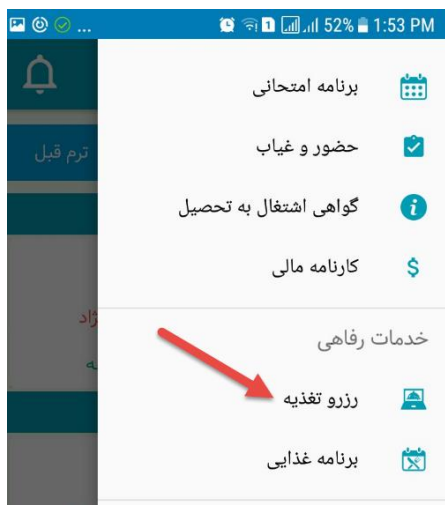 ... 52% 1:53 PM
برنامه امتحانی
حضور و غیاب
ترم قبل
گواهی اشتغال به تحصیل
کارنامه مالی
خدمات رفاهی
رزرو تغذیه
برنامه غذایی